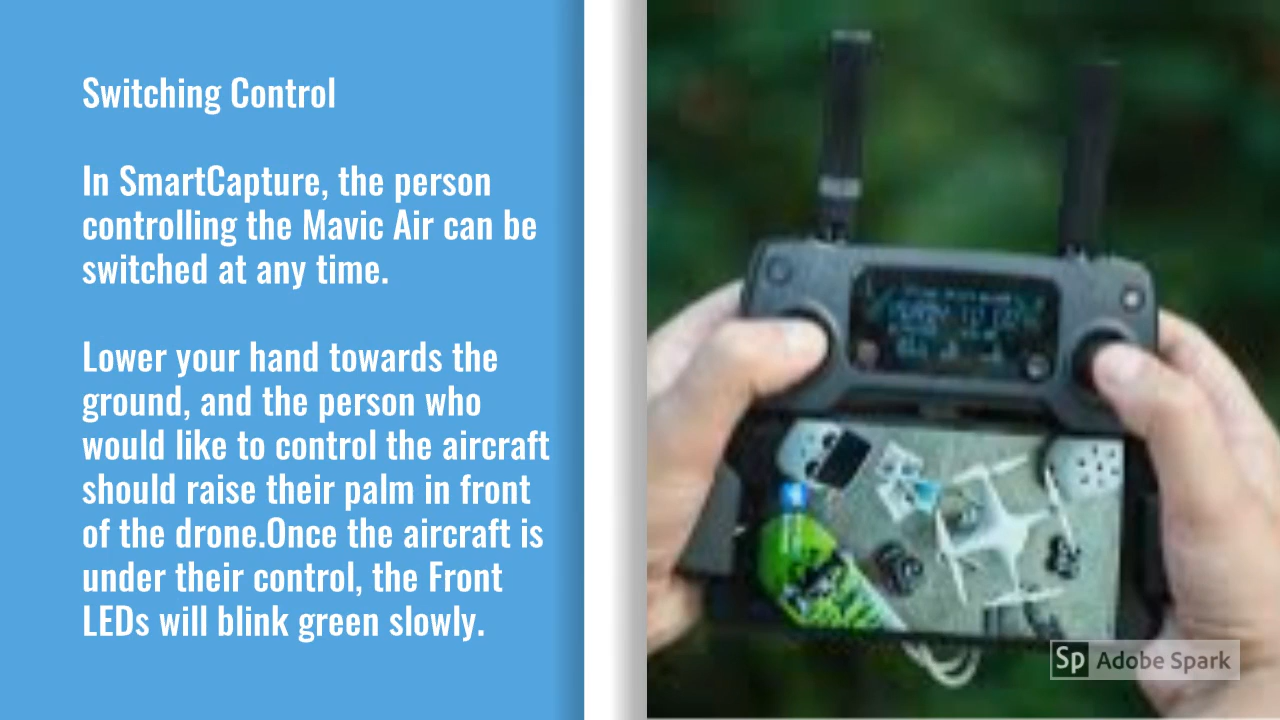 Switching Control
In SmartCapture, the person
controlling the Mavic Air can be
switched at any time.
Lower your hand towards the
ground, and the person who
would like to control the aircraft
should raise their palm in front
of the drone.Once the aircraft is
under their control, the Front
LEDs will blink green slowly.
Sp Adobe Spark